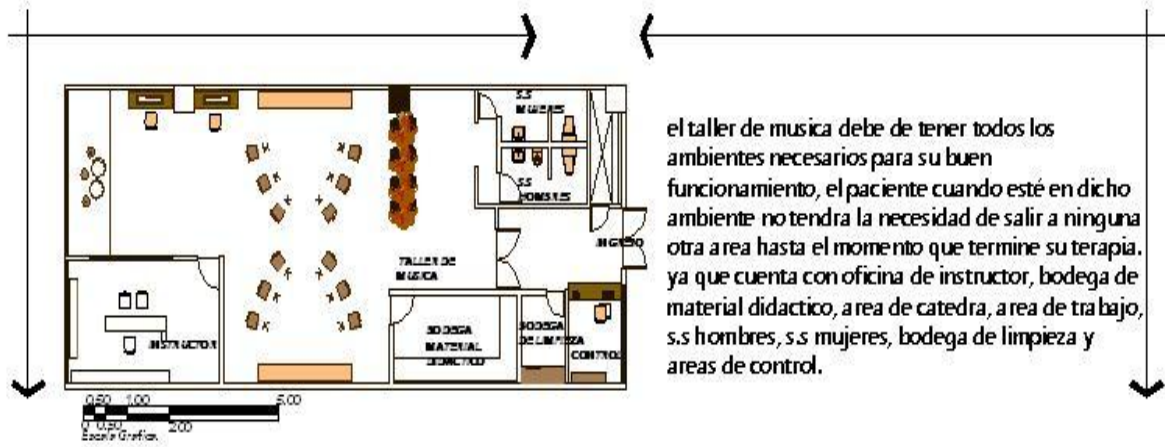 S.S
MUJERES
S.S
HOMBRES
INGRESO
TALLER DE
MUSICA
INSTRUCTOR
BODEGA
MATERIAL
DIDACTICO
BODEGA
DE LIMPIEZA
CONTROL
0.50 1.00 5.00
0 0.50 2.00
Escala Grafica
el taller de musica debe de tener todos los
ambientes necesarios para su buen
funcionamiento, el paciente cuando esté en dicho
ambiente no tendra la necesidad de salir a ninguna
otra area hasta el momento que termine su terapia.
ya que cuenta con oficina de instructor, bodega de
material didactico, area de catedra, area de trabajo,
s.s hombres, s.s mujeres, bodega de limpieza y
areas de control.